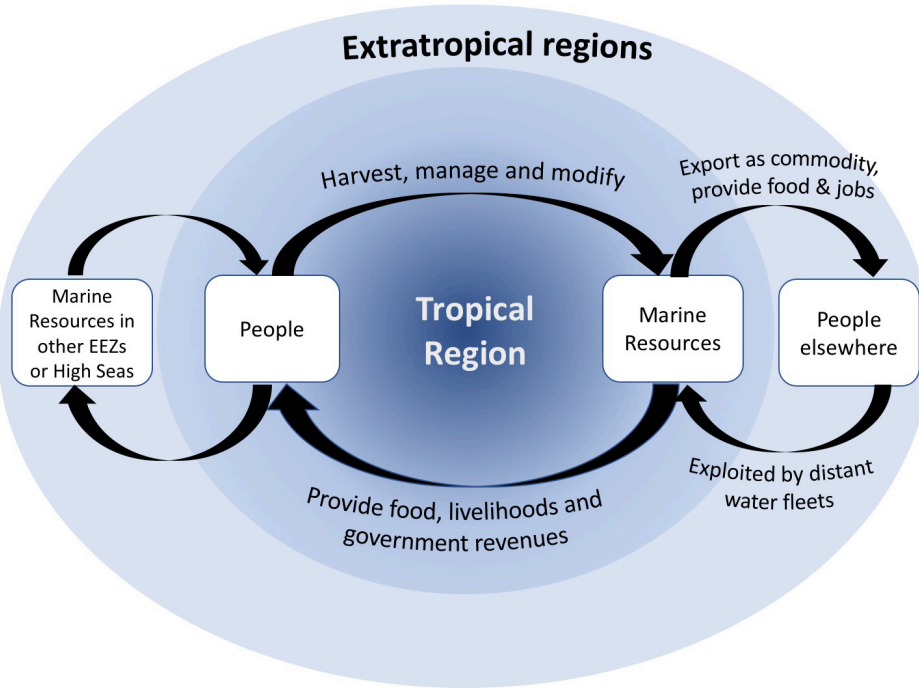 Extratropical regions
Harvest, manage and modify
Export as commodity,
provide food & jobs
Marine
Resources in
other EEZs
or High Seas
People
Tropical
Region
Marine
Resources
People
elsewhere
Provide food, livelihoods and
government revenues
Exploited by distant
water fleets